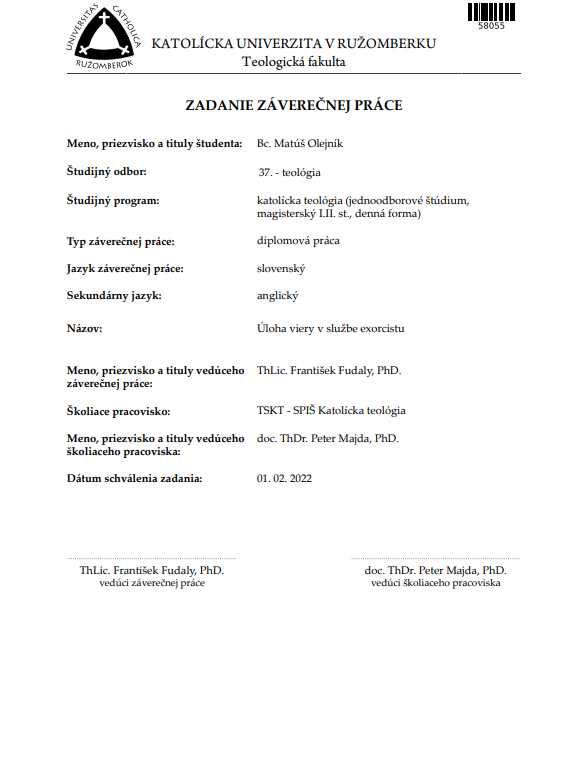 UNIVERSITAS CATHOLICA
RUŽOMBEROK
58055
KATOLÍCKA UNIVERZITA V RUŽOMBERKU
Teologická fakulta
ZADANIE ZÁVEREČNEJ PRÁCE
Meno, priezvisko a tituly študenta: Bc. Matúš Olejník
Študijný odbor: 37. - teológia
Študijný program: katolícka teológia (jednoodborové štúdium,
magisterský I.II. st., denná forma)
Typ záverečnej práce: diplomová práca
Jazyk záverečnej práce: slovenský
Sekundárny jazyk: anglický
Názov: Úloha viery v službe exorcistu
Meno, priezvisko a tituly vedúceho ThLic. František Fudaly, PhD.
záverečnej práce:
Školiace pracovisko: TSKT - SPIŠ Katolícka teológia
Meno, priezvisko a tituly vedúceho doc. ThDr. Peter Majda, PhD.
školiaceho pracoviska:
Dátum schválenia zadania: 01. 02. 2022
ThLic. František Fudaly, PhD. doc. ThDr. Peter Majda, PhD.
vedúci záverečnej práce vedúci školiaceho pracoviska